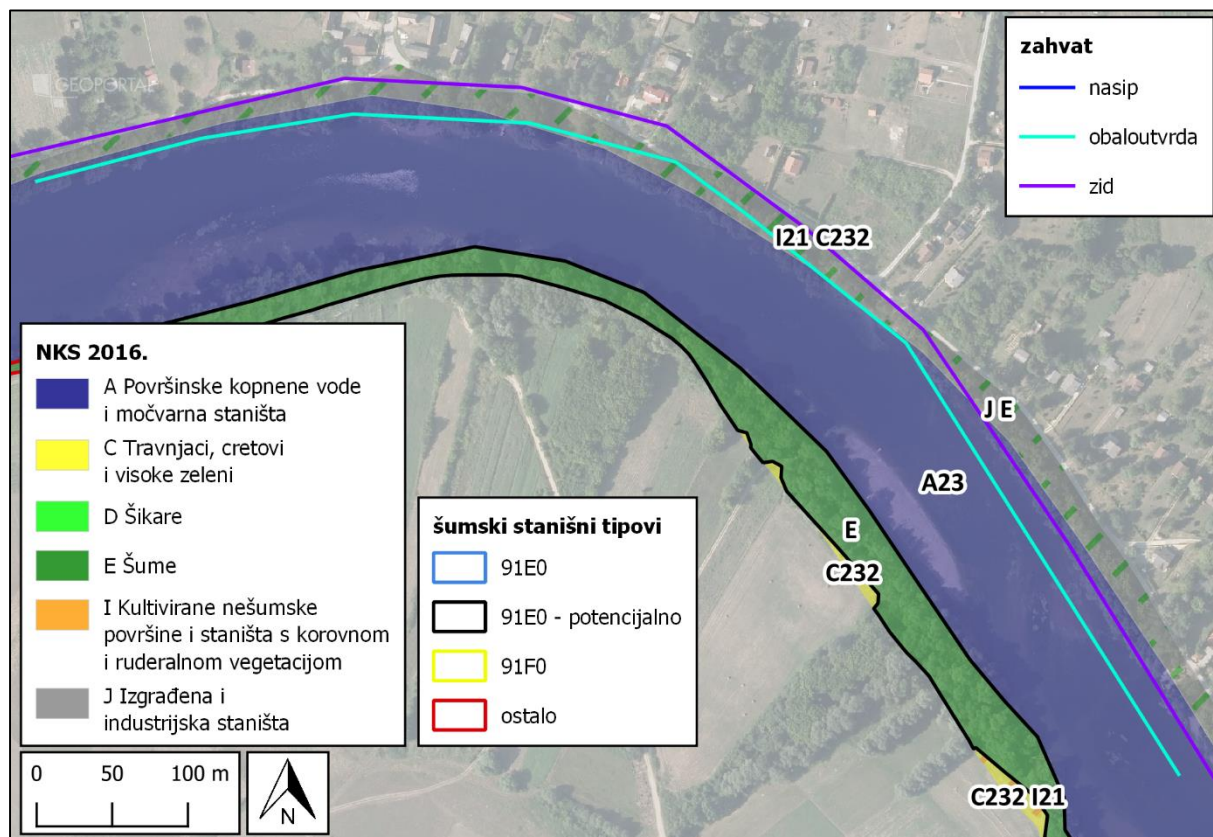 GEOPORTAL
zahvat
nasip
obaloutvrda
zid
I21 C232
J E
A23
E
C232
C232 I21
NKS 2016.
A Površinske kopnene vode
i močvarna staništa
C Travnjaci, cretovi
i visoke zeleni
D Šikare
E Šume
I Kultivirane nešumske
površine i staništa s korovnom
i ruderalnom vegetacijom
J Izgrađena i
industrijska staništa
šumski stanišni tipovi
91E0
91E0 - potencijalno
91F0
ostalo
0 50 100 m
N